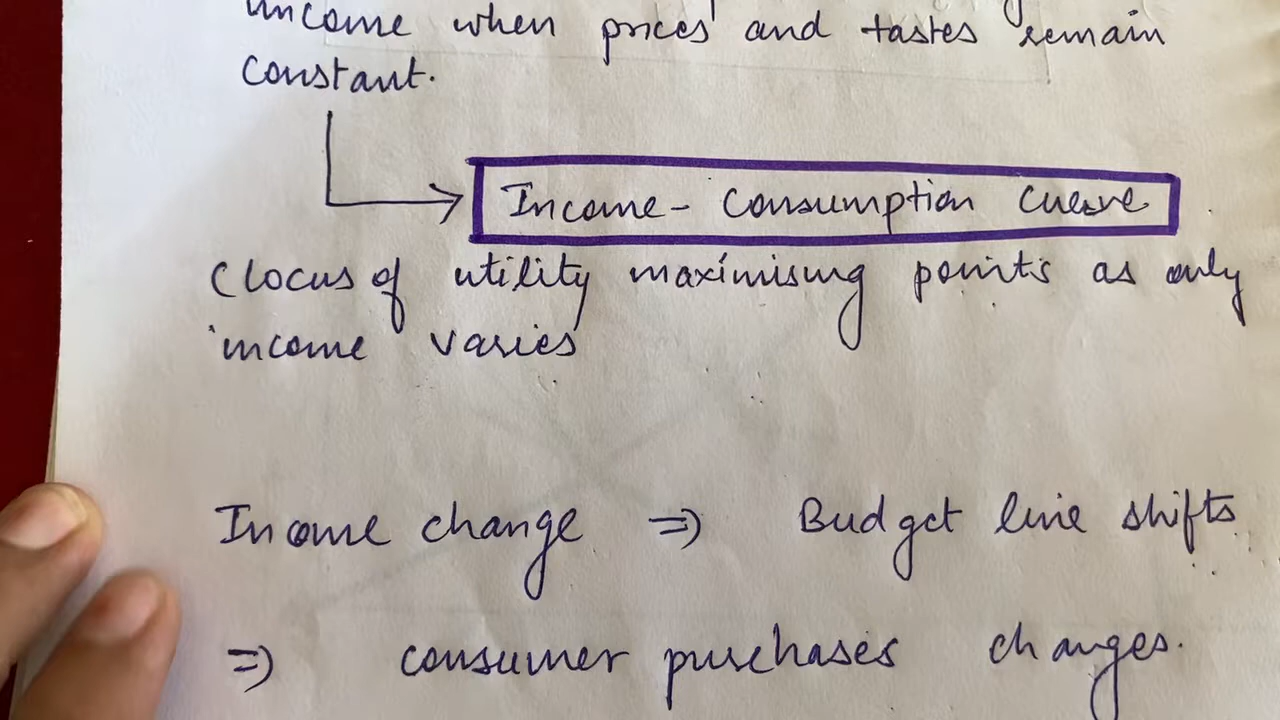 income when prices and tastes remain
constant.
Income - Consumption Curve
(locus of utility maximising points as only
income varies
Income change => Budget line shifts
=> consumer purchases changes.